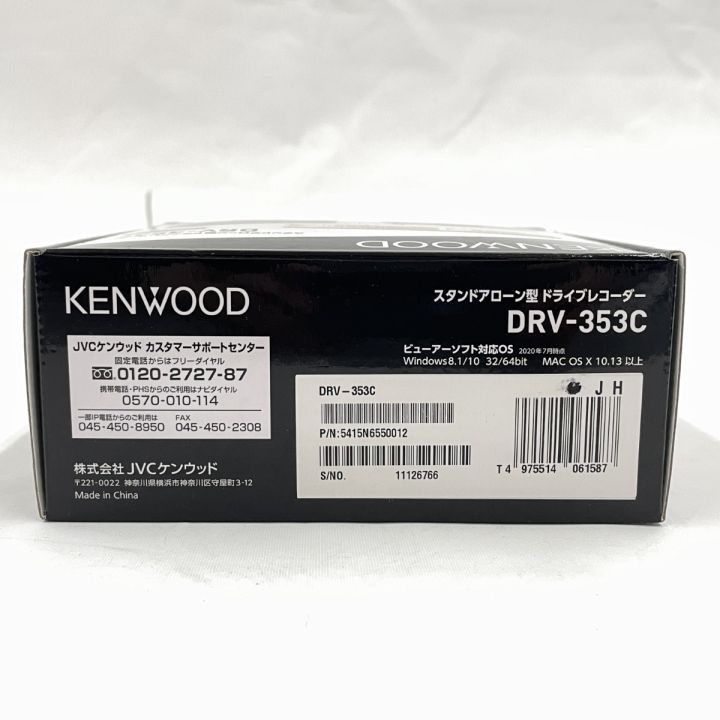 KENWOOD
KENWOOD
スタンドアローン型 ドライブレコーダー
DRV-353C
ビューアーソフト対応OS 2020年7月時点
Windows8.1/10 32/64bit MAC OS X 10.13 以上
JVCケンウッド カスタマーサポートセンター
固定電話からはフリーダイヤル
0120-2727-87
携帯電話・PHSからのご利用はナビダイヤル
0570-010-114
一部IP電話からのご利用は FAX
045-450-8950 045-450-2308
株式会社 JVCケンウッド
〒221-0022 神奈川県横浜市神奈川区守屋町3-12
Made in China
DRV-353C
J H
P/N:5415N6550012
S/NO. 11126766
T4 975514 061587